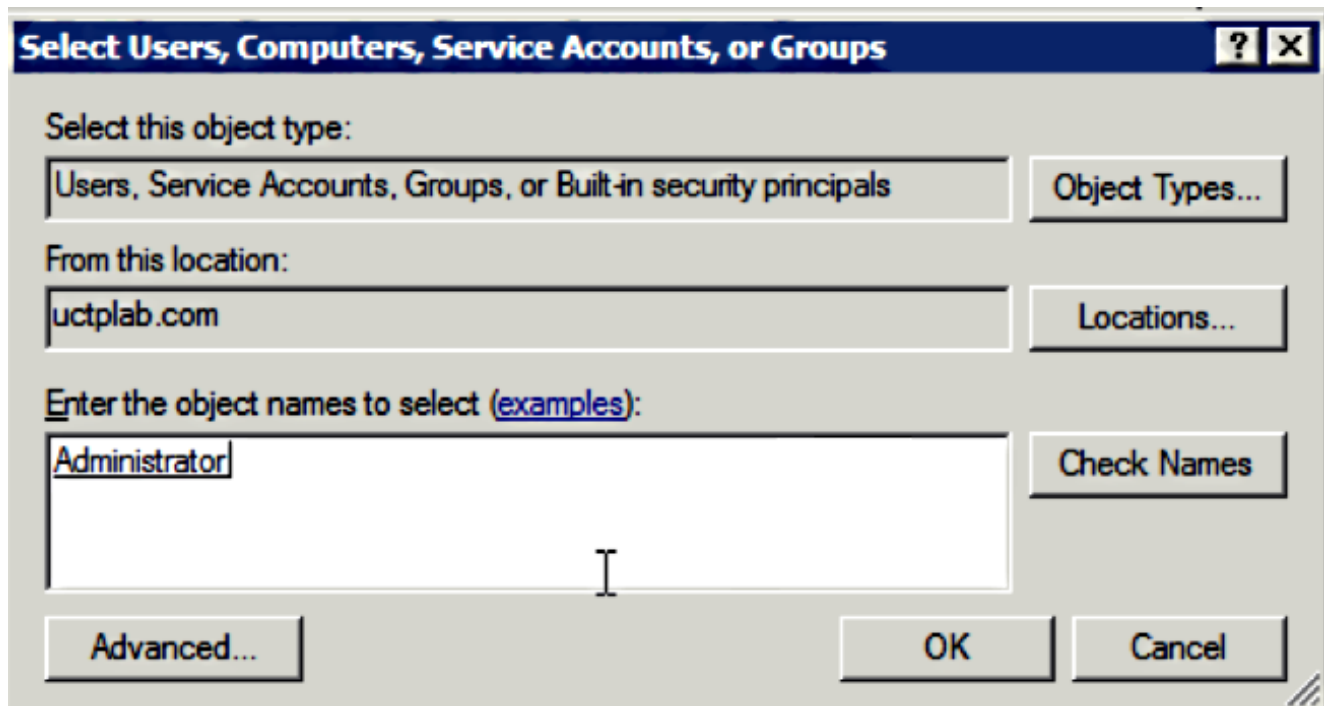 Select Users, Computers, Service Accounts, or Groups
Select this object type:
Users, Service Accounts, Groups, or Built-in security principals
Object Types...
From this location:
uctplab.com
Locations...
Enter the object names to select (examples):
Administrator
Check Names
Advanced...
OK
Cancel